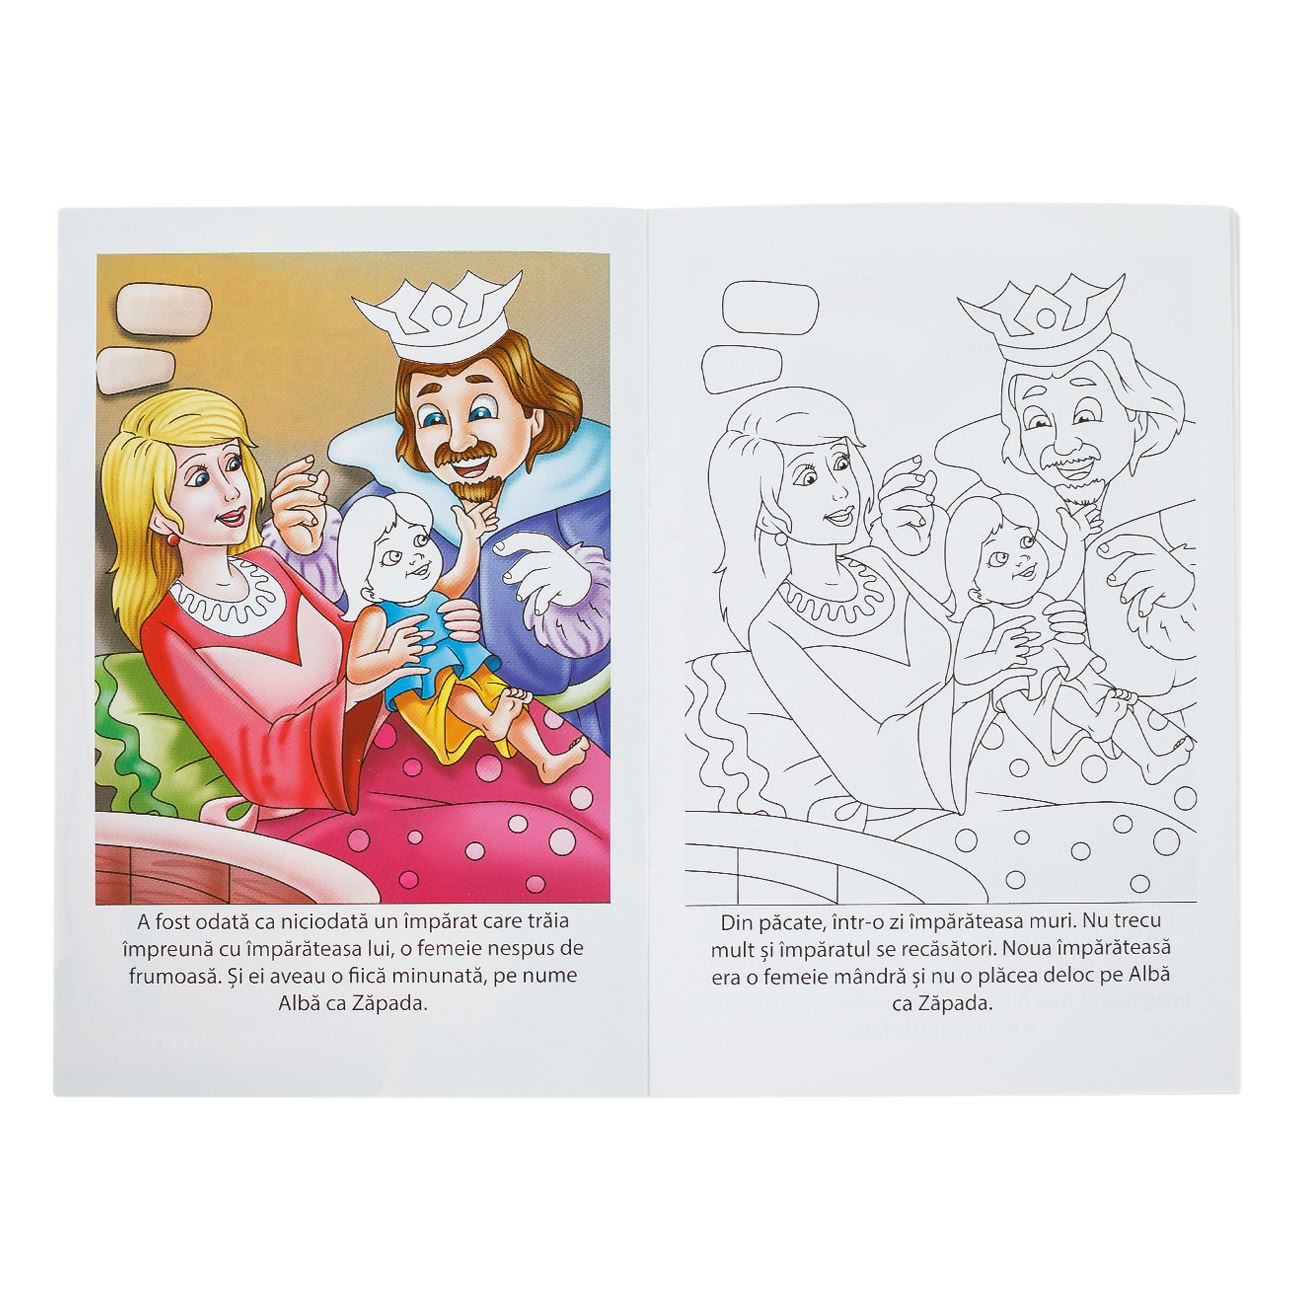 A fost odată ca niciodată un împărat care trăia
împreună cu împărăteasa lui, o femeie nespus de
frumoasă. Și ei aveau o fiică minunată, pe nume
Albă ca Zăpada.
Din păcate, într-o zi împărăteasa muri. Nu trecu
mult și împăratul se recăsători. Noua împărăteasă
era o femeie mândră și nu o plăcea deloc pe Albă
ca Zăpada.